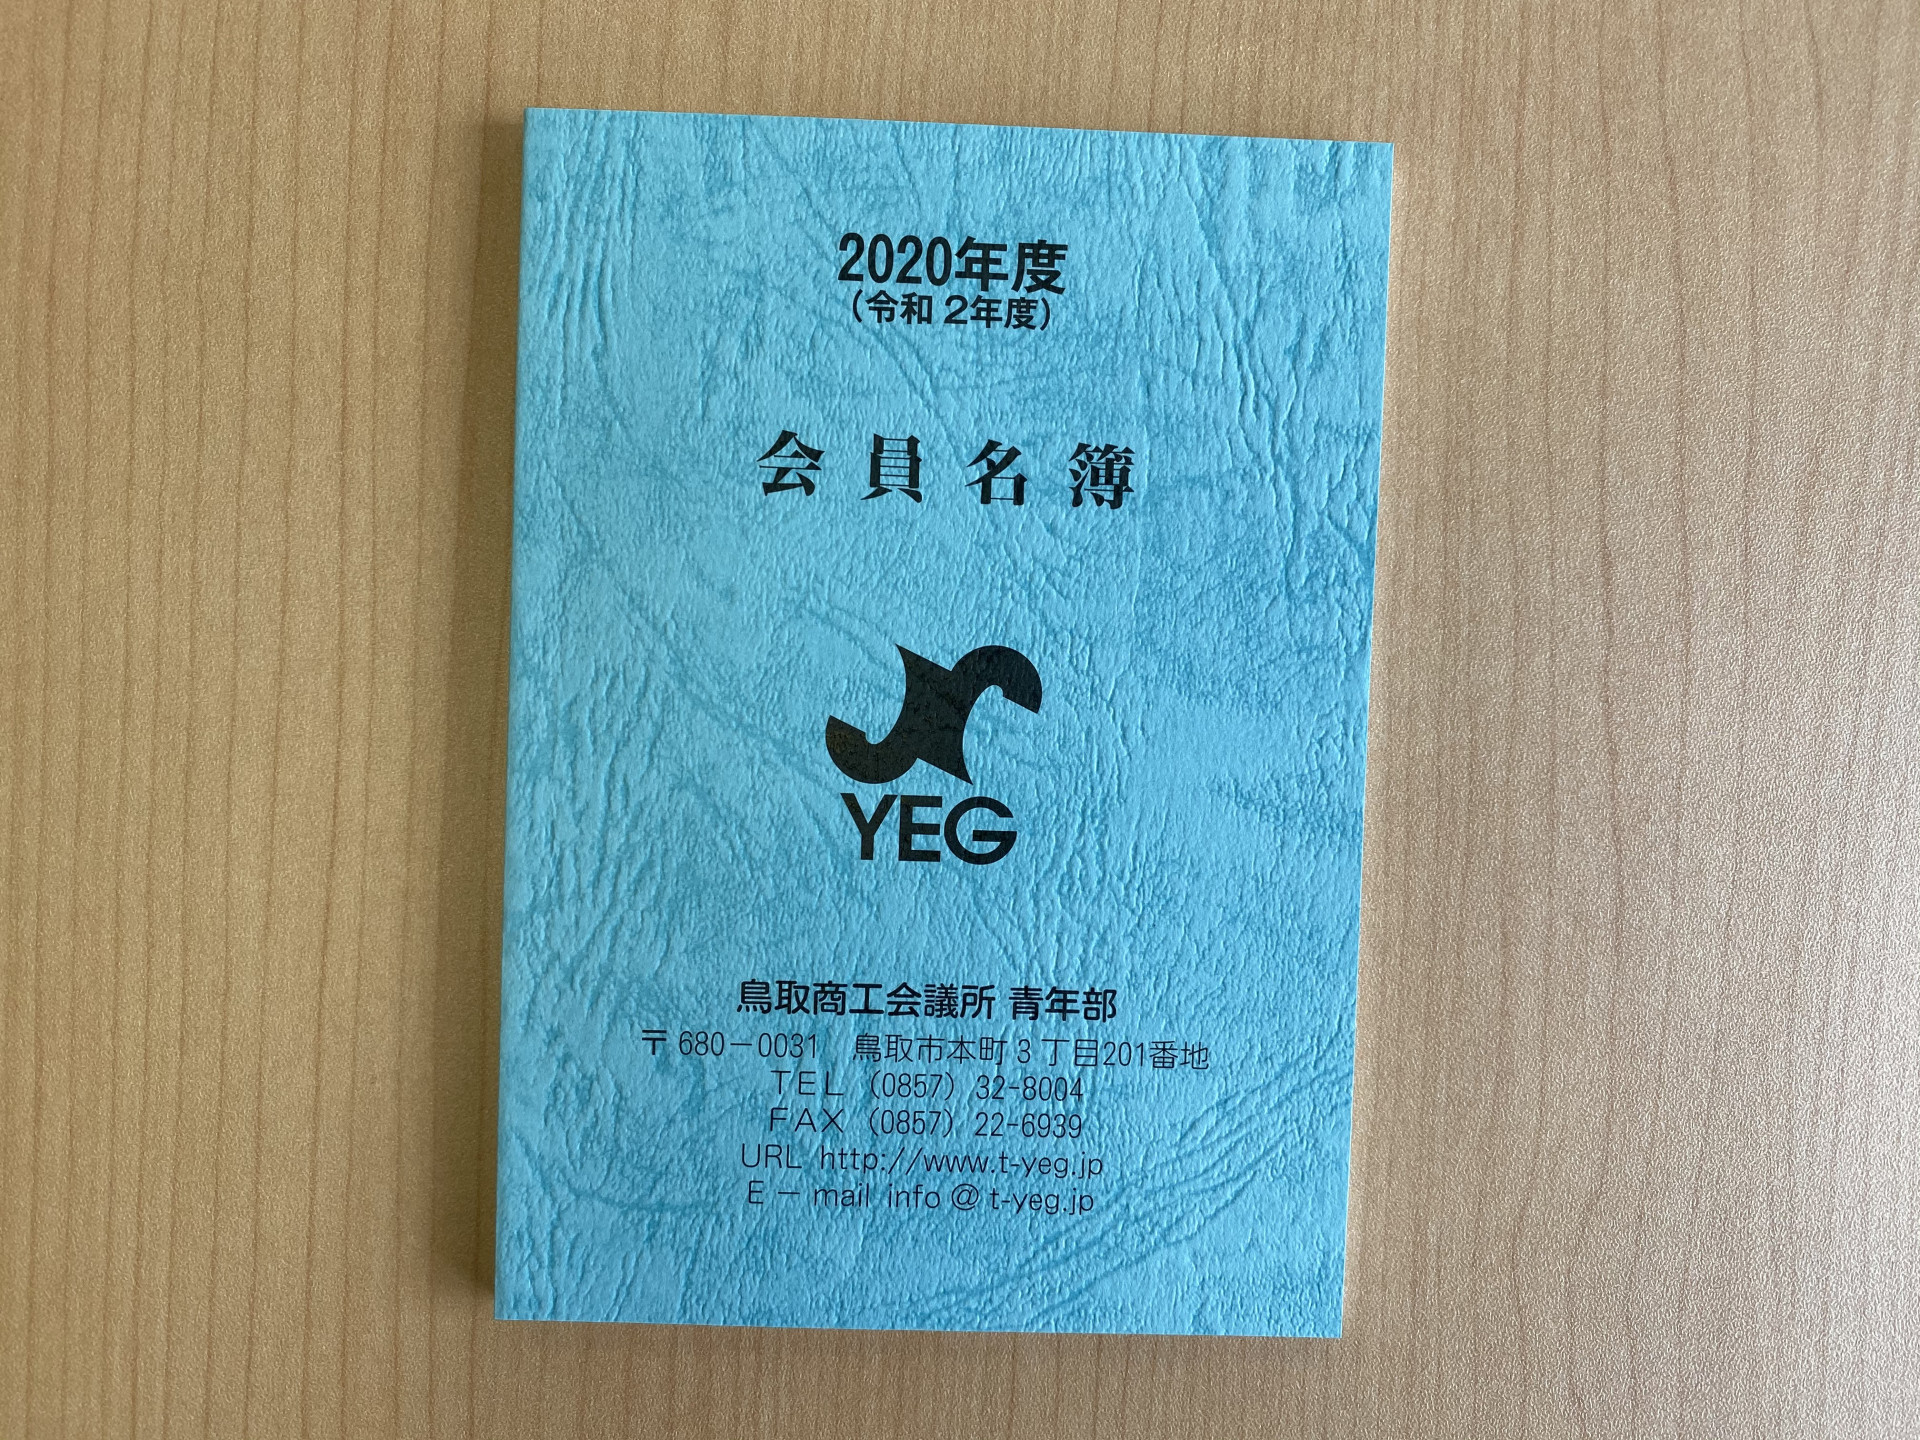 2020年度
(令和 2年度)
会員名簿
YEG
鳥取商工会議所 青年部
〒680－0031　鳥取市本町3丁目201番地
TEL (0857) 32-8004
FAX (0857) 22-6939
URL http://www.t-yeg.jp
E－mail info@t-yeg.jp